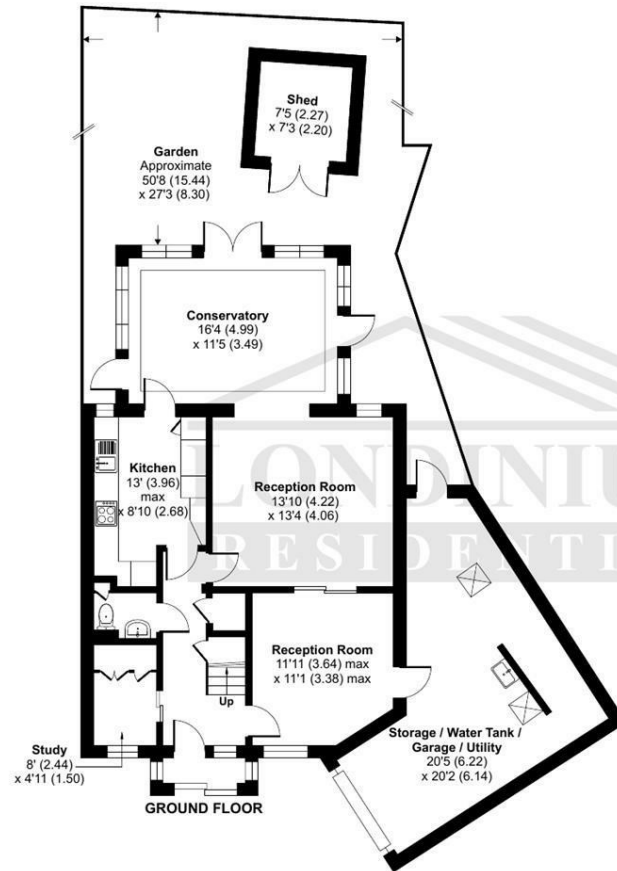 Shed
7'5 (2.27)
x 7'3 (2.20)
Garden
Approximate
50'8 (15.44)
x 27'3 (8.30)
Conservatory
16'4 (4.99)
x 11'5 (3.49)
Kitchen
13' (3.96)
max
x 8'10 (2.68)
Reception Room
13'10 (4.22)
x 13'4 (4.06)
LONDINIU
RESIDENTI
Reception Room
11'11 (3.64) max
x 11'1 (3.38) max
Up
Storage / Water Tank /
Garage / Utility
20'5 (6.22)
x 20'2 (6.14)
Study
8' (2.44)
x 4'11 (1.50)
GROUND FLOOR